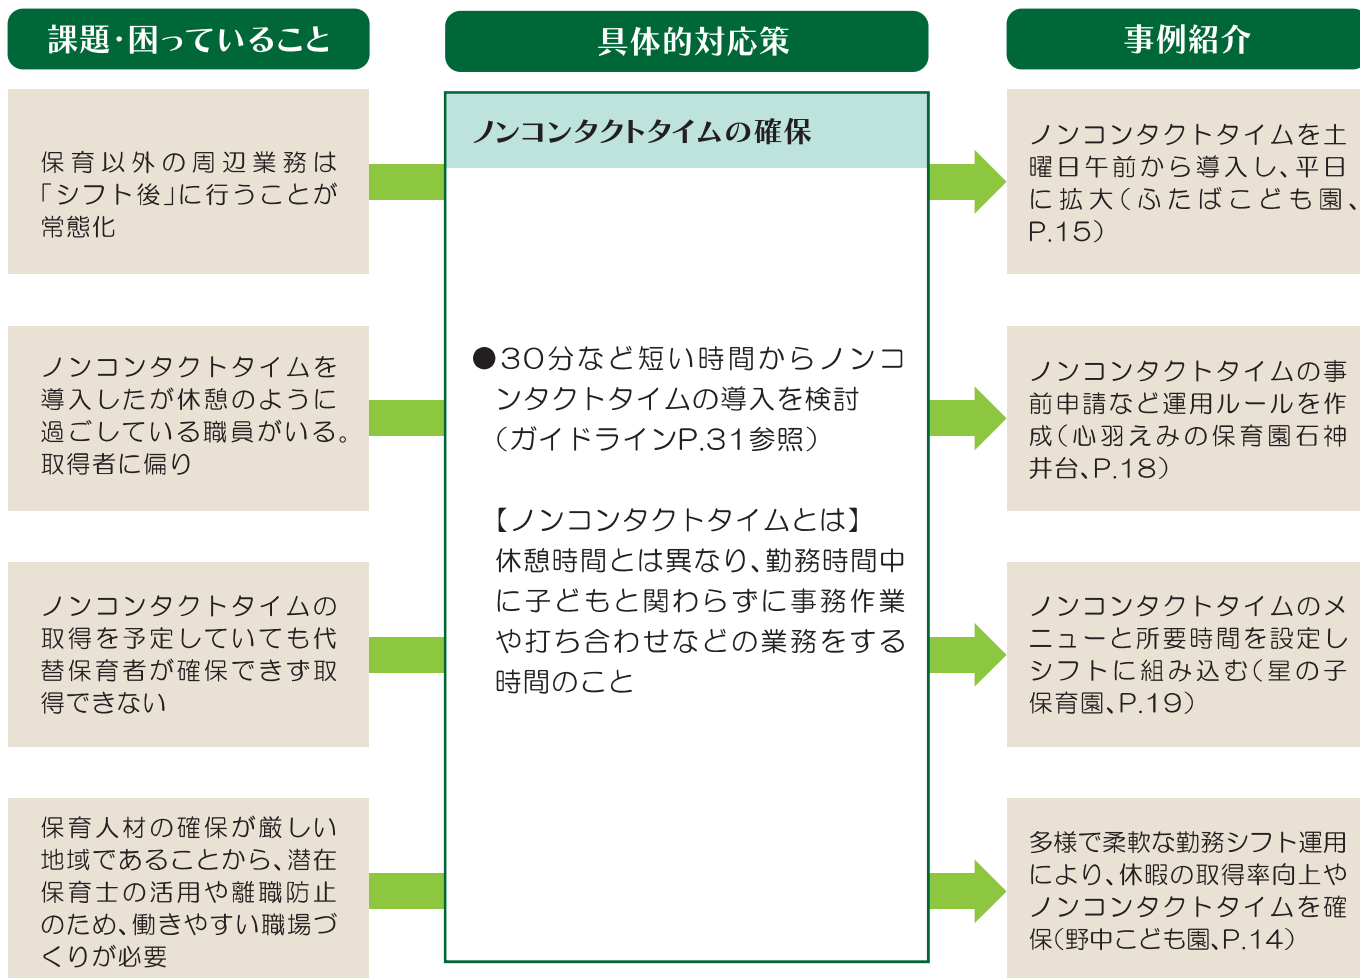 課題・困っていること
保育以外の周辺業務は
「シフト後」に行うことが
常態化
ノンコンタクトタイムを
導入したが休憩のように
過ごしている職員がいる。
取得者に偏り
ノンコンタクトタイムの
取得を予定していても代
替保育者が確保できず取
得できない
保育人材の確保が厳しい
地域であることから、潜在
保育士の活用や離職防止
のため、働きやすい職場づ
くりが必要
具体的対応策
ノンコンタクトタイムの確保
●30分など短い時間からノンコ
ンタクトタイムの導入を検討
（ガイドラインP.31参照）
【ノンコンタクトタイムとは】
休憩時間とは異なり、勤務時間中
に子どもと関わらずに事務作業
や打ち合わせなどの業務をする
時間のこと
事例紹介
ノンコンタクトタイムを土
曜日午前から導入し、平日
に拡大（ふたばこども園、
P.15）
ノンコンタクトタイムの事
前申請など運用ルールを作
成（心羽えみの保育園石神
井台、P.18）
ノンコンタクトタイムのメ
ニューと所要時間を設定し
シフトに組み込む（星の子
保育園、P.19）
多様で柔軟な勤務シフト運用
により、休暇の取得率向上や
ノンコンタクトタイムを確
保（野中こども園、P.14）